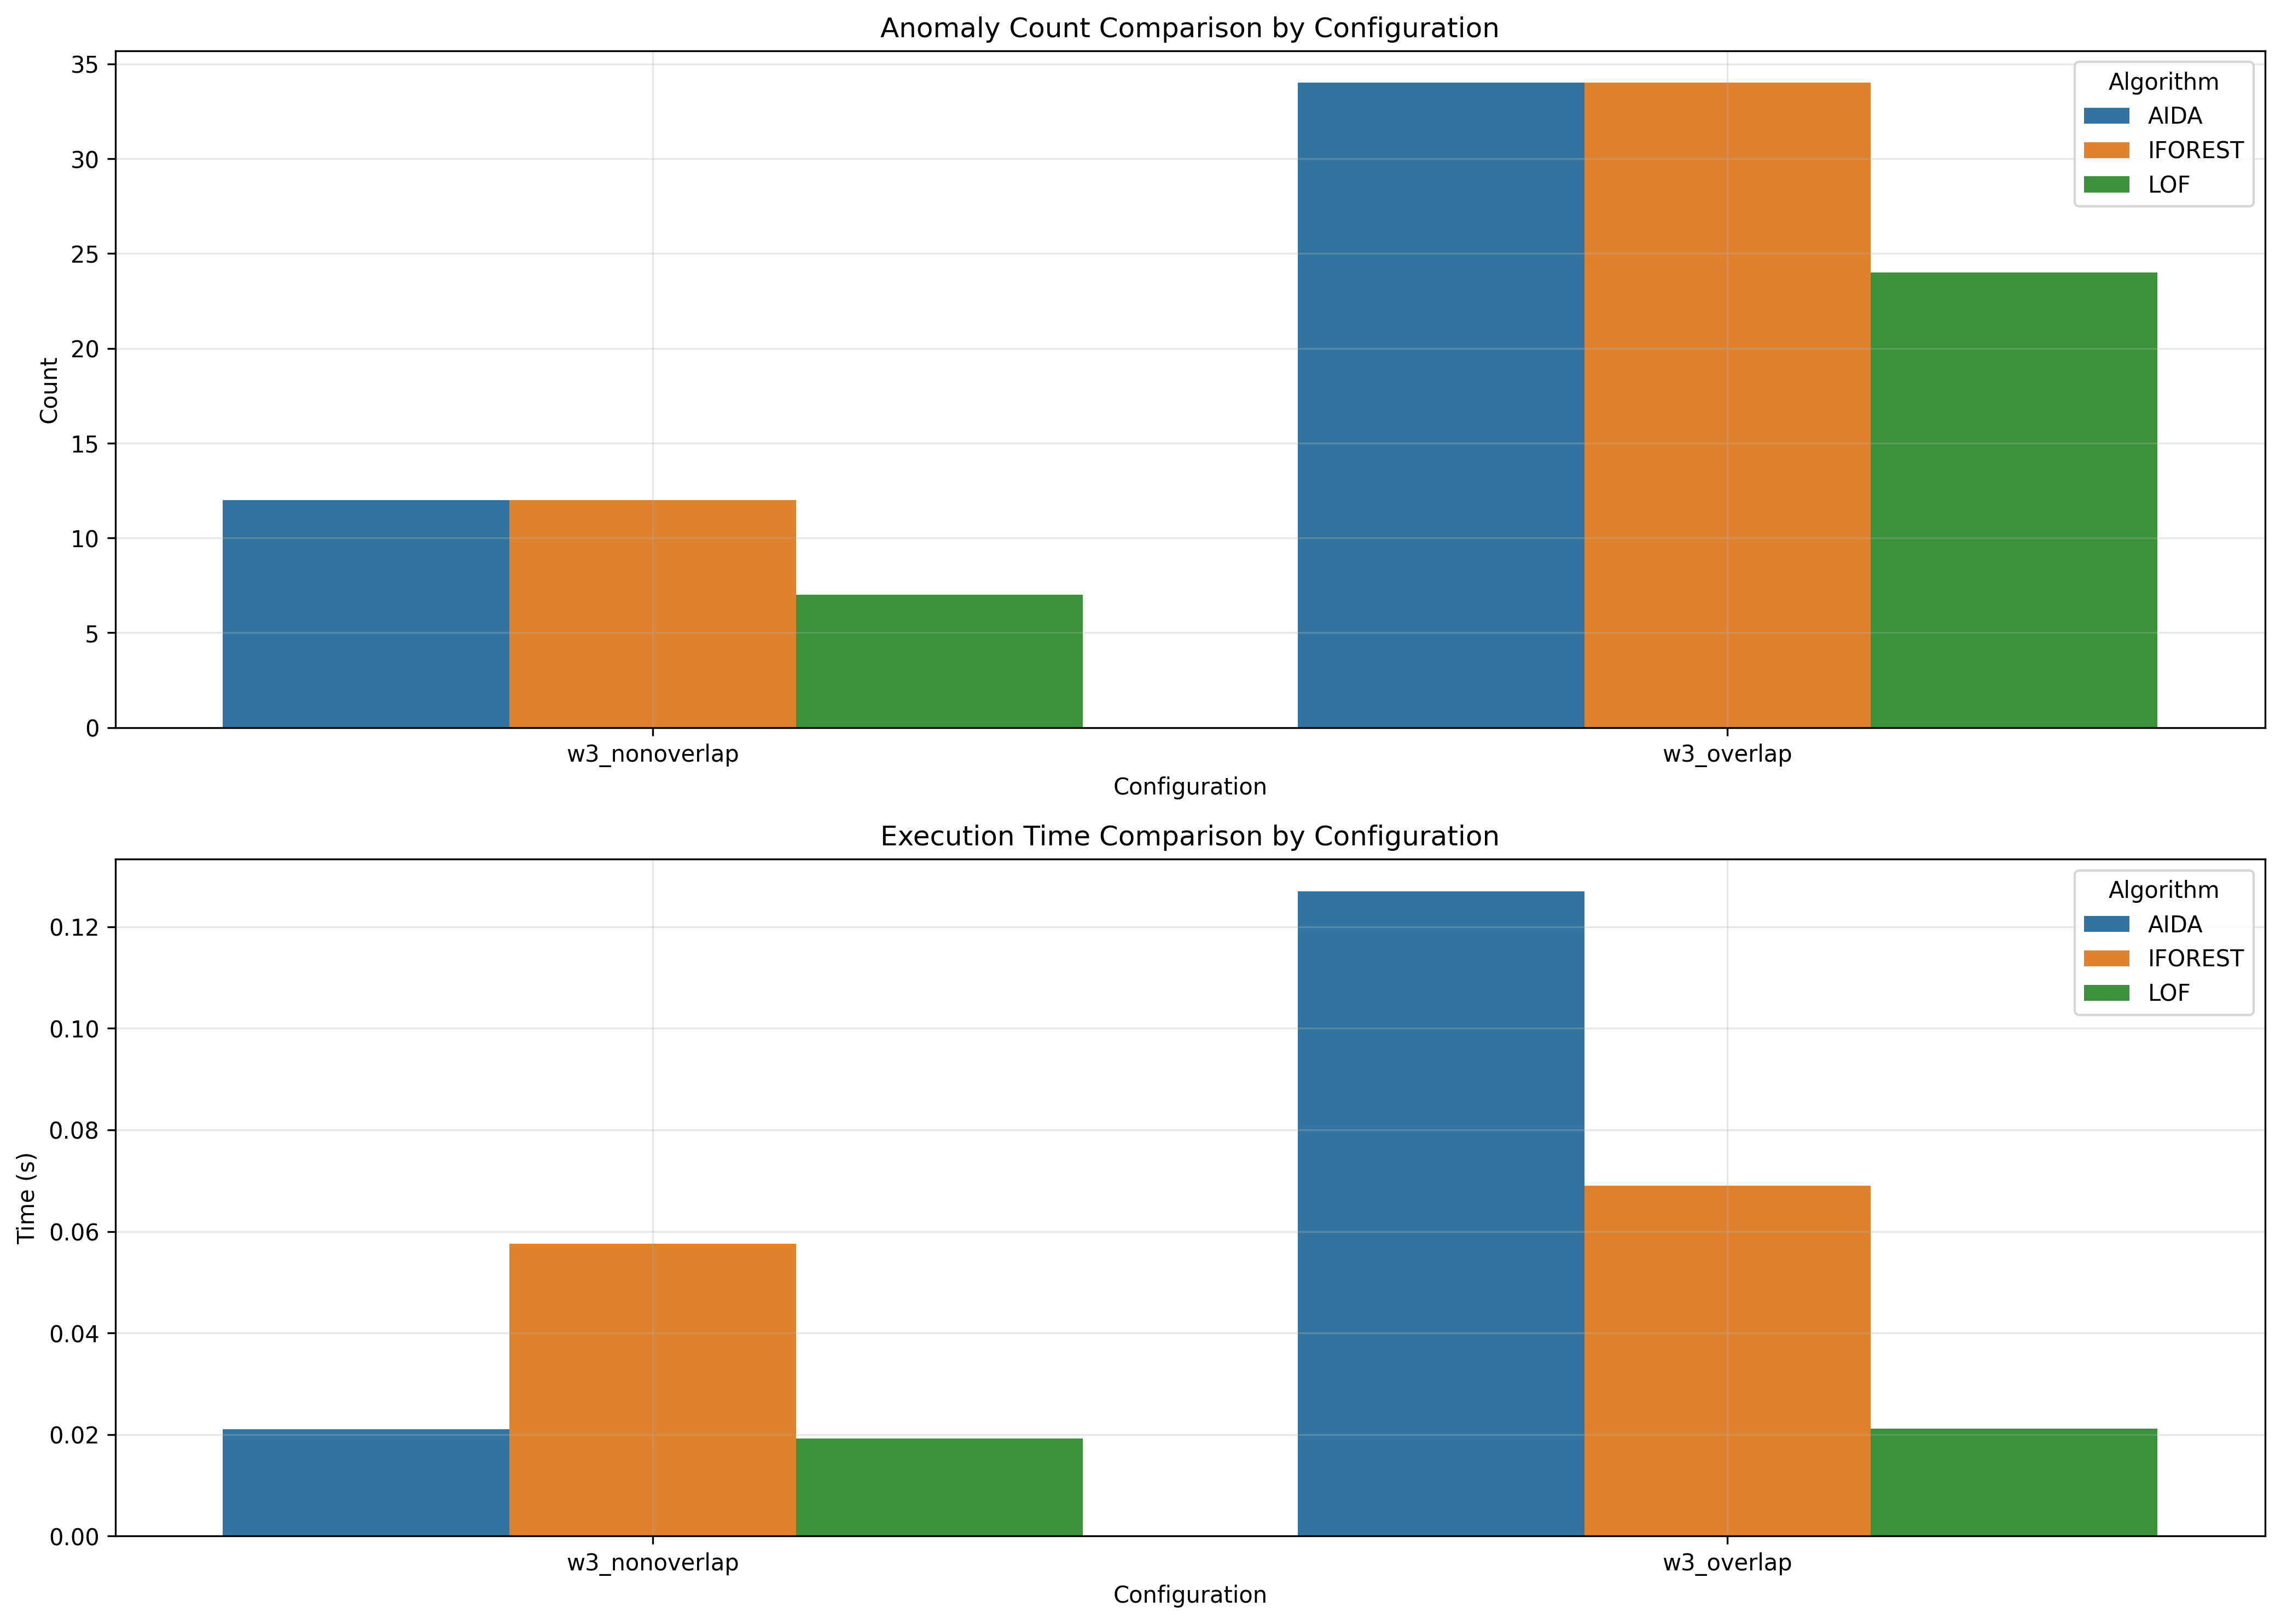 Anomaly Count Comparison by Configuration
35
30
25
20
15
10
5
0
Count
Algorithm
AIDA
IFOREST
LOF
w3_nonoverlap
w3_overlap
Configuration
Execution Time Comparison by Configuration
0.12
0.10
0.08
0.06
0.04
0.02
0.00
Time (s)
Algorithm
AIDA
IFOREST
LOF
w3_nonoverlap
w3_overlap
Configuration